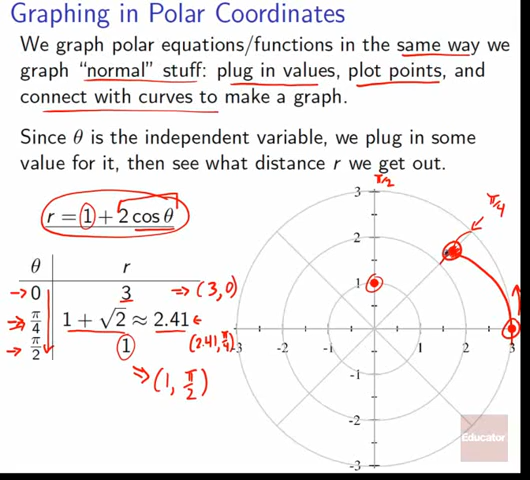 Graphing in Polar Coordinates
We graph polar equations/functions in the same way we
graph “normal” stuff: plug in values, plot points, and
connect with curves to make a graph.
Since θ is the independent variable, we plug in some
value for it, then see what distance r we get out.
r = 1 + 2 cos θ
θ r
→ 0 3 ⇒ (3, 0)
→ π/4 1 + √2 ≈ 2.41 ← (2.41, π/4)
→ π/2 1
⇒ (1, π/2)
π/2
π/4
3
2
1
-3 -2 -1 1 2 3
-1
-2
-3
Educator